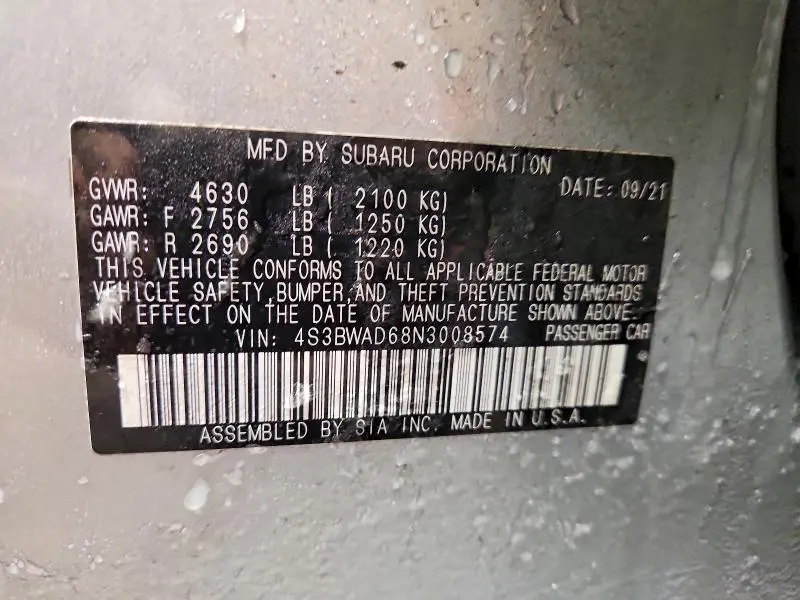 MFD BY SUBARU CORPORATION
DATE: 09/21
GVWR: 4630 LB ( 2100 KG)
GAWR: F 2756 LB ( 1250 KG)
GAWR: R 2690 LB ( 1220 KG)
THIS VEHICLE CONFORMS TO ALL APPLICABLE FEDERAL MOTOR
VEHICLE SAFETY, BUMPER, AND THEFT PREVENTION STANDARDS
IN EFFECT ON THE DATE OF MANUFACTURE SHOWN ABOVE.
VIN: 4S3BWAD68N3008574 PASSENGER CAR
ASSEMBLED BY SIA INC. MADE IN U.S.A.